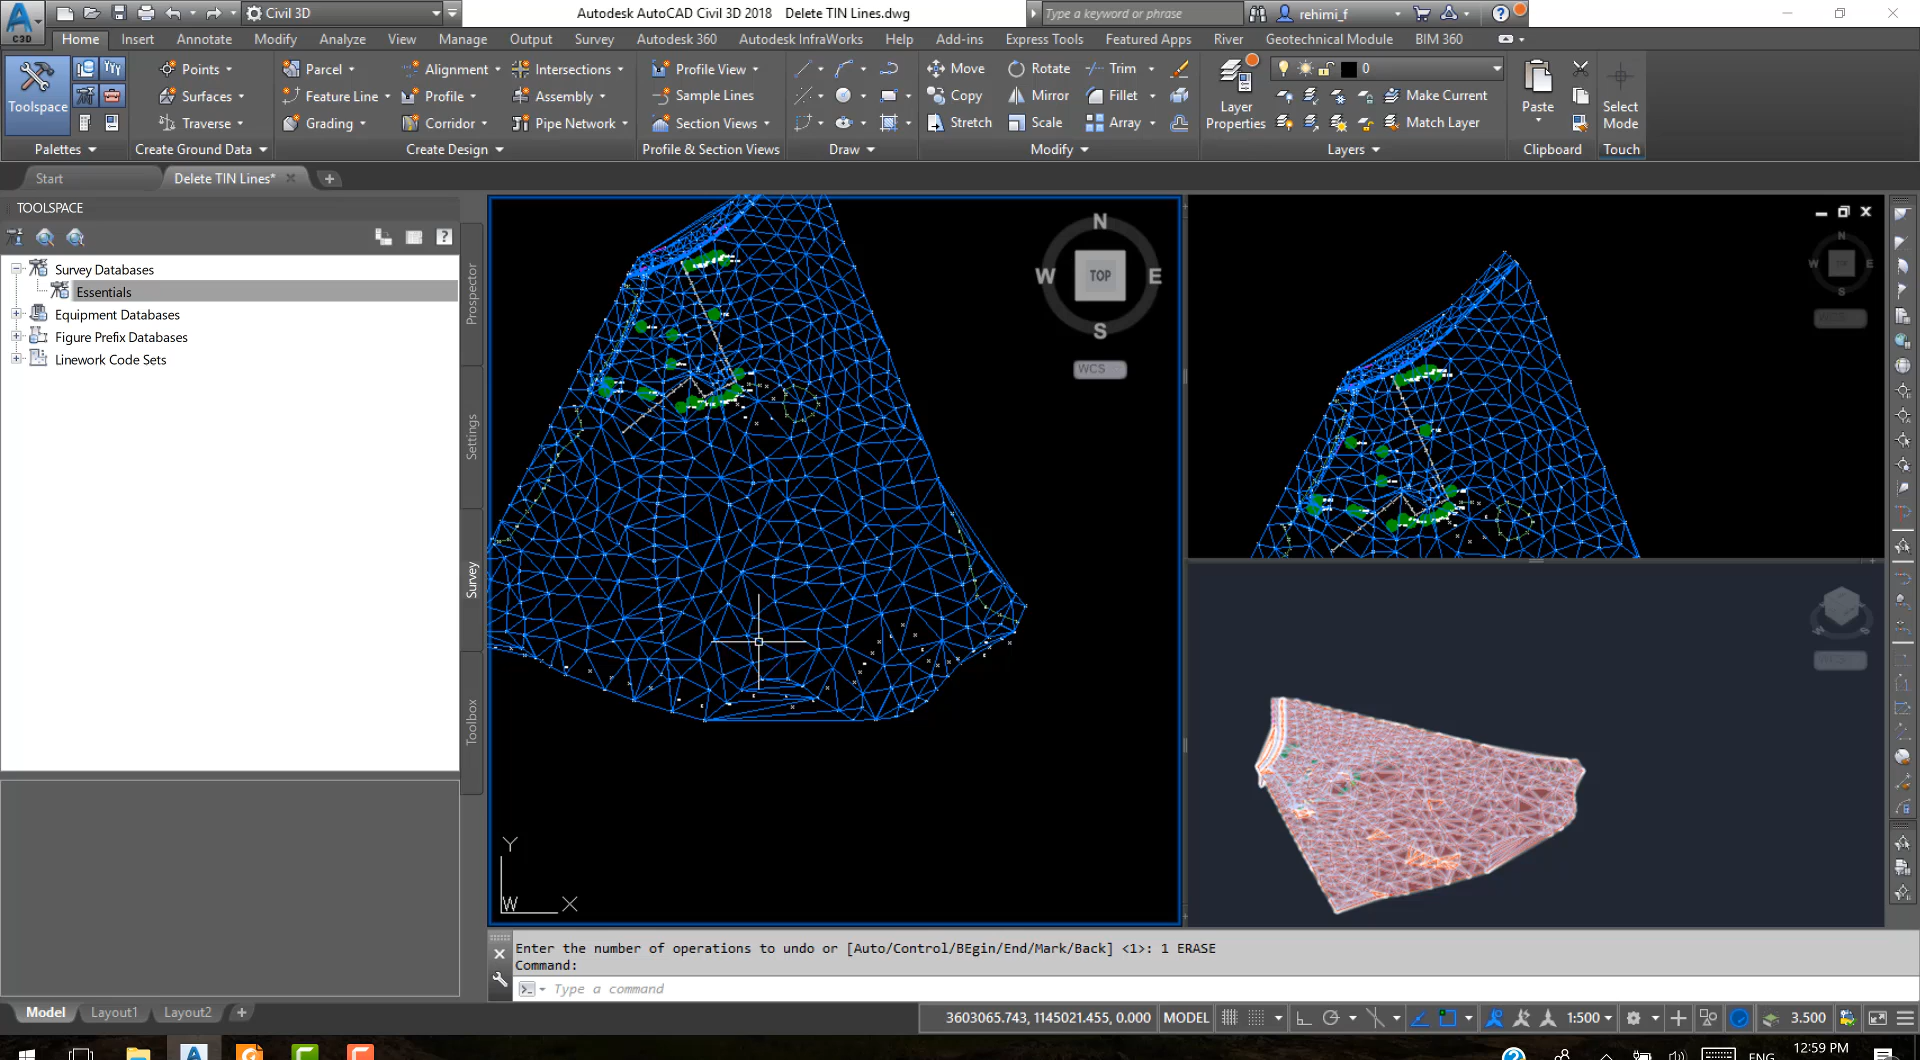 Civil 3D
Autodesk AutoCAD Civil 3D 2018 Delete TIN Lines.dwg
Type a keyword or phrase
rehimi_f
C3D
Home Insert Annotate Modify Analyze View Manage Output Survey Autodesk 360 Autodesk InfraWorks Help Add-ins Express Tools Featured Apps River Geotechnical Module BIM 360
Points Parcel Alignment Intersections Profile View Move Rotate Trim 0
Toolspace Surfaces Feature Line Profile Assembly Sample Lines Copy Mirror Fillet Layer Properties Make Current Paste Select Mode
Traverse Grading Corridor Pipe Network Section Views Stretch Scale Array Match Layer
Palettes Create Ground Data Create Design Profile & Section Views Draw Modify Layers Clipboard Touch
Start Delete TIN Lines*
TOOLSPACE
Survey Databases
Essentials
Equipment Databases
Figure Prefix Databases
Linework Code Sets
Prospector
Settings
Survey
Toolbox
N
W TOP E
S
WCS
N
W E
S
Y
W X
Enter the number of operations to undo or [Auto/Control/BEgin/End/Mark/Back] <1>: 1 ERASE
Command:
Type a command
Model Layout1 Layout2
3603065.743, 1145021.455, 0.000 MODEL 1:500 3.500
12:59 PM
ENG